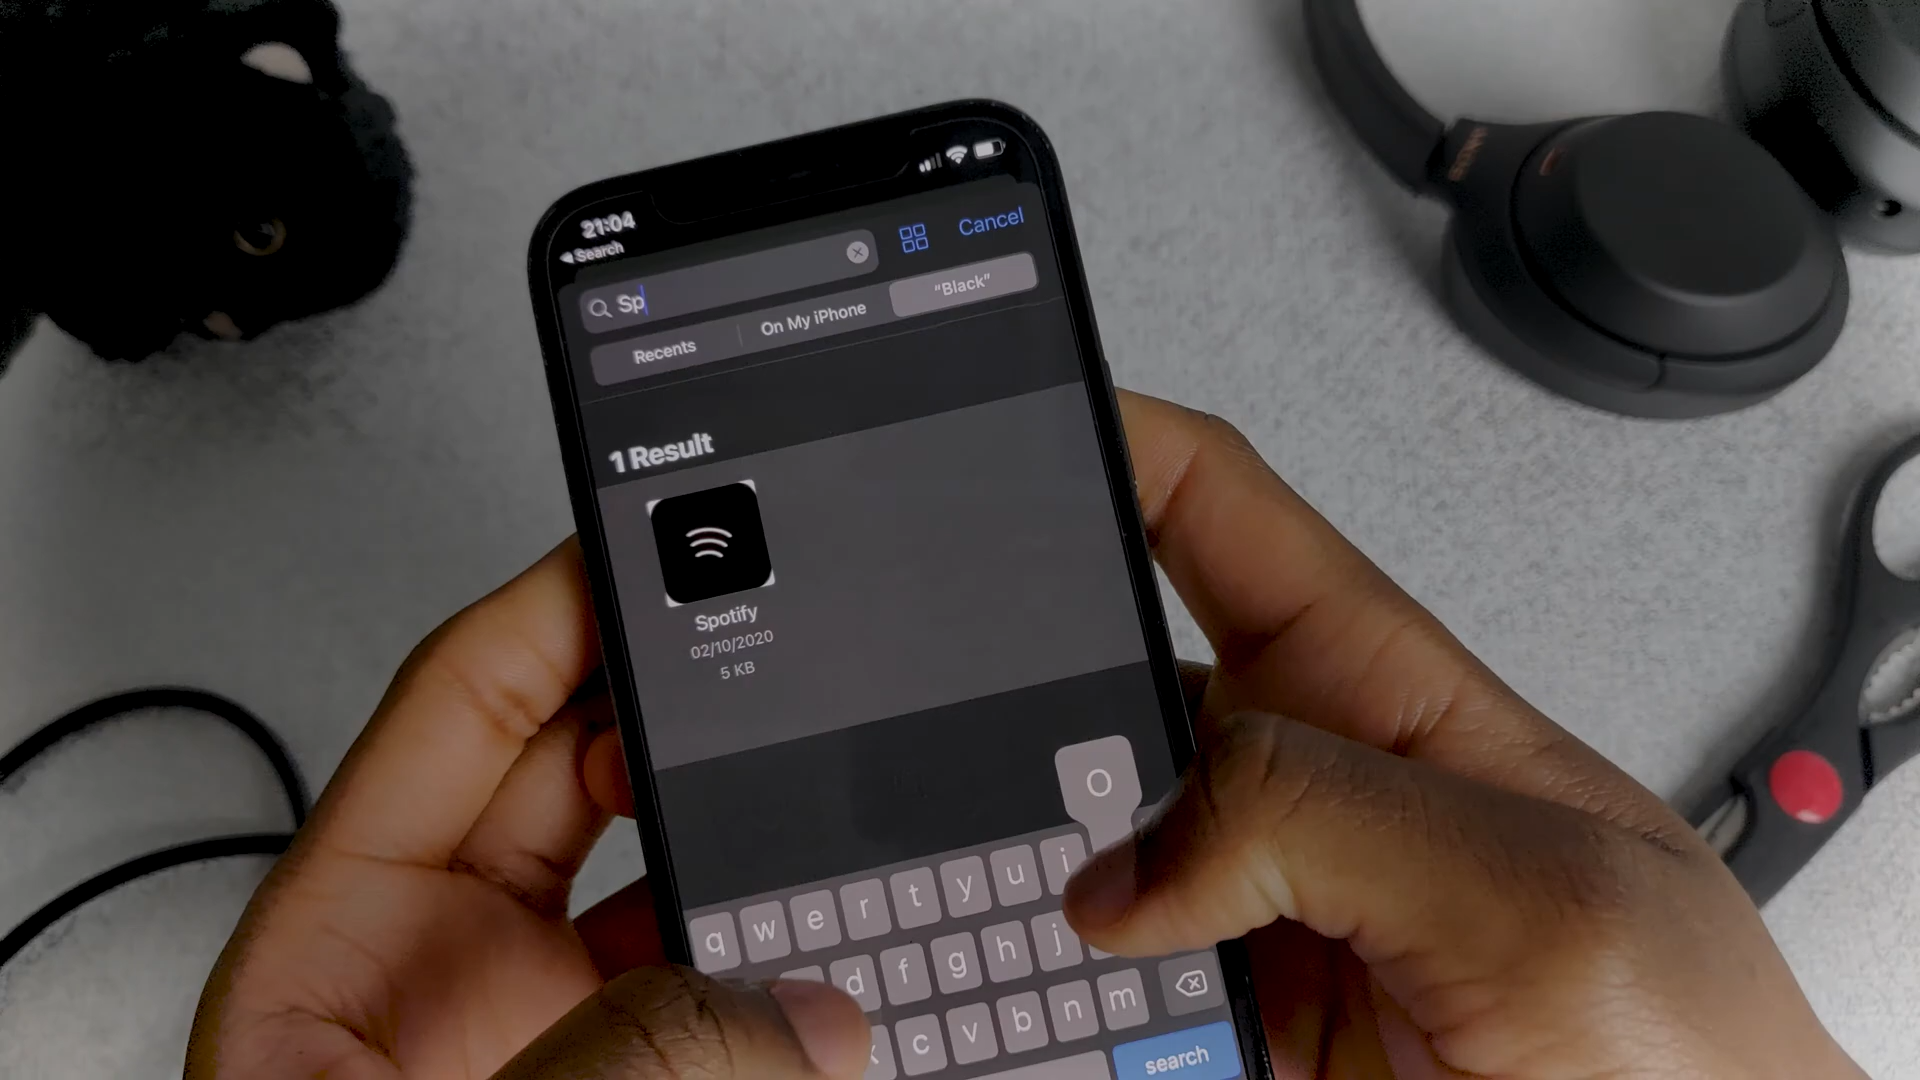 21:04
Search
Cancel
Sp
Recents
On My iPhone
“Black”
1 Result
Spotify
02/10/2020
5 KB
O
q w e r t y u i
d f g h j
c v b n m
search
SONY